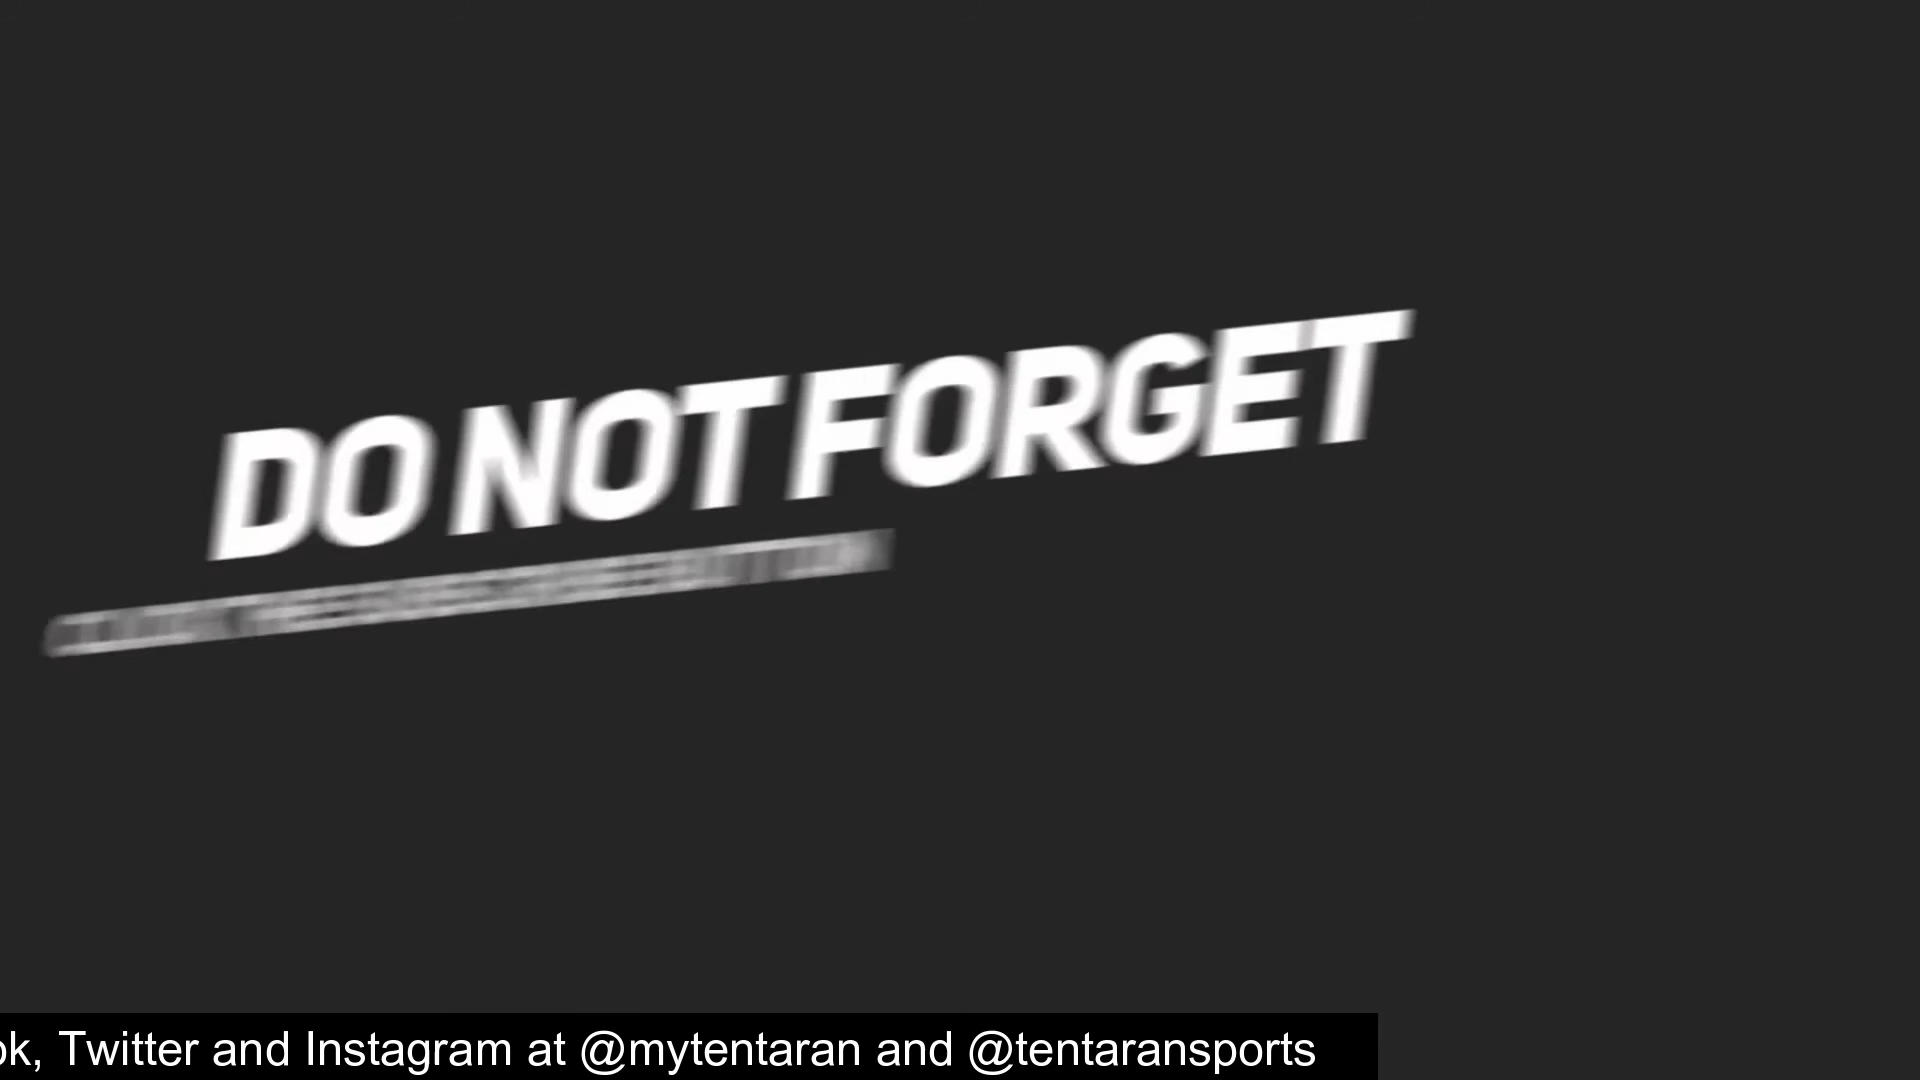 DO NOT FORGET
ok, Twitter and Instagram at @mytentaran and @tentaransports